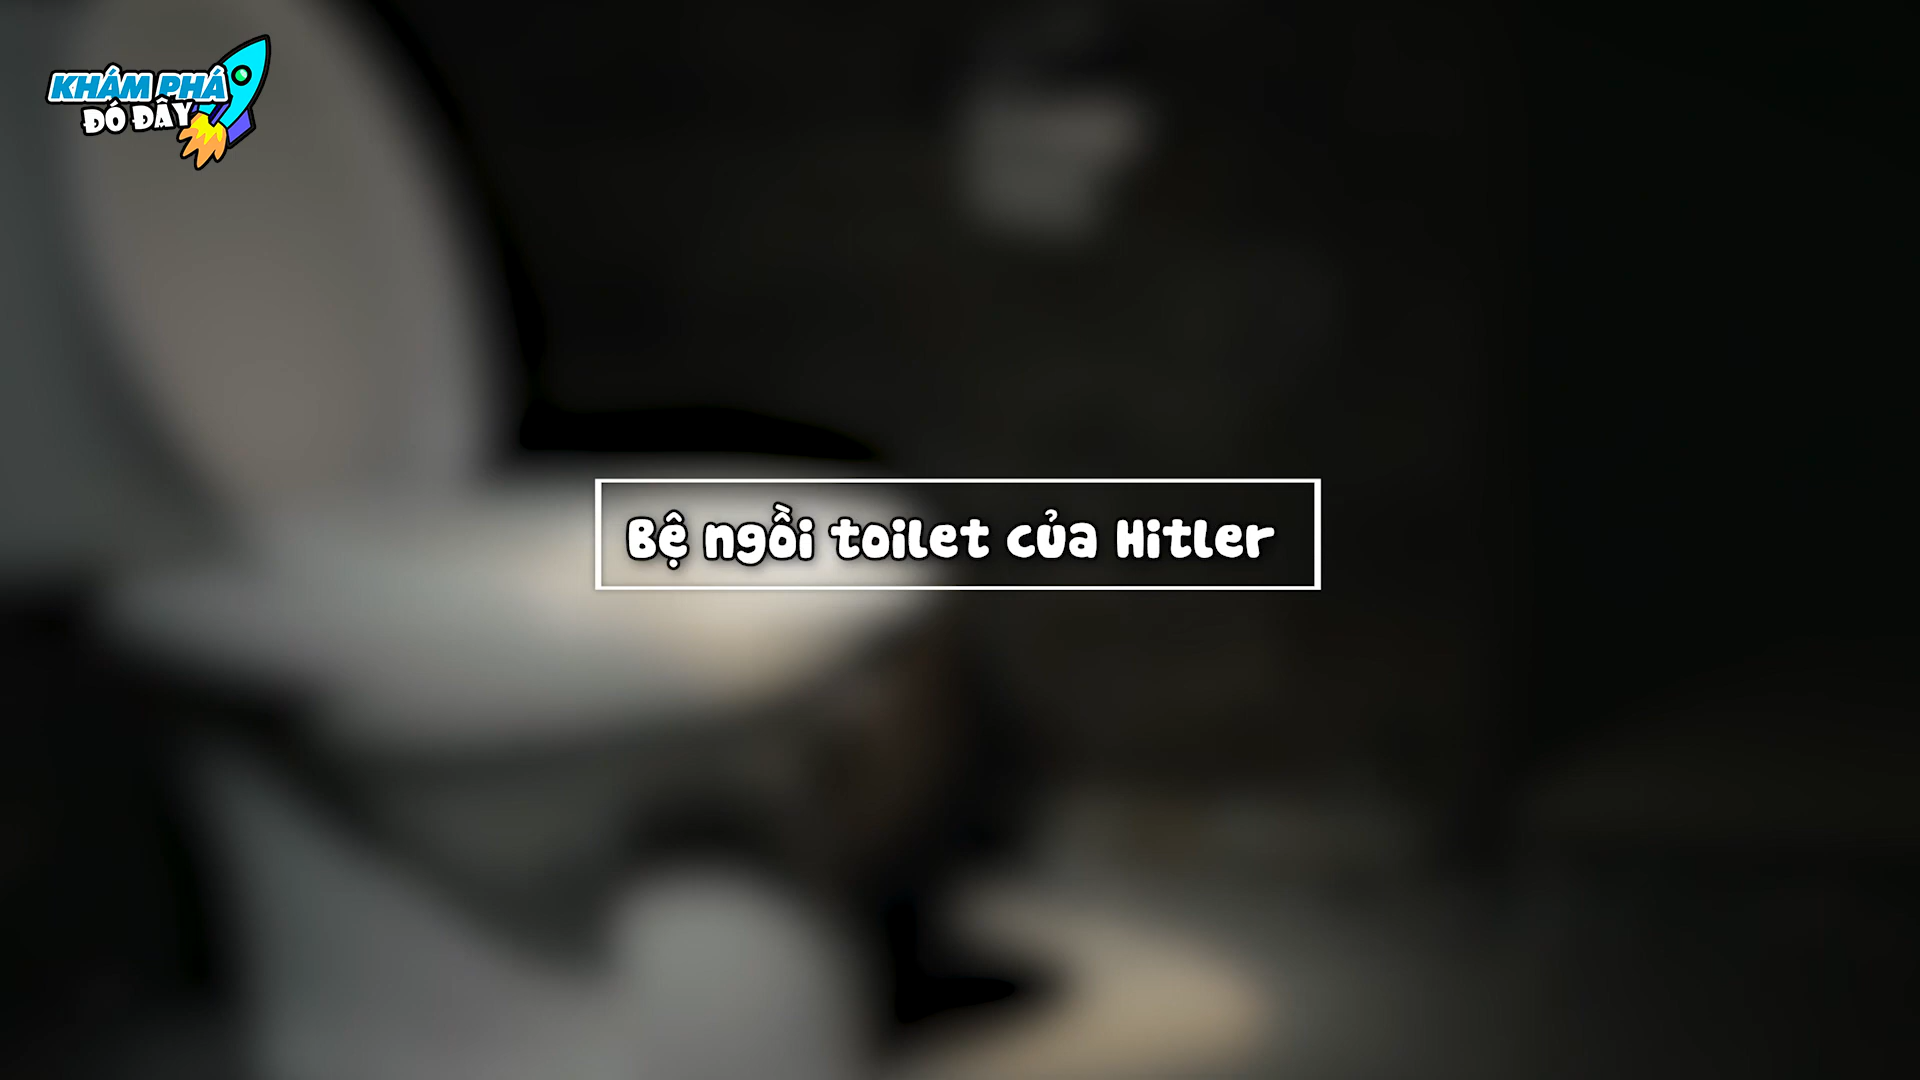 KHÁM PHÁ
ĐÓ ĐÂY
Bệ ngồi toilet của Hitler